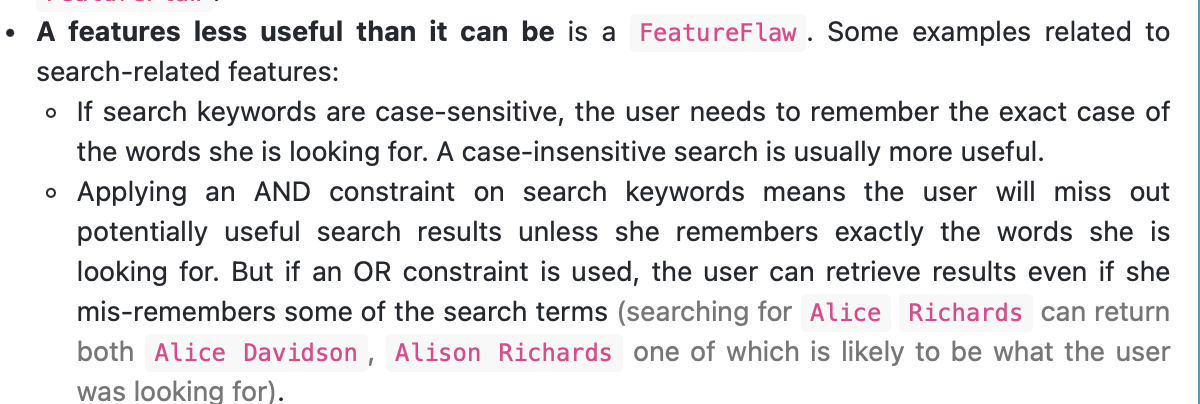 • A features less useful than it can be is a FeatureFlaw . Some examples related to
search-related features:
◦ If search keywords are case-sensitive, the user needs to remember the exact case of
the words she is looking for. A case-insensitive search is usually more useful.
◦ Applying an AND constraint on search keywords means the user will miss out
potentially useful search results unless she remembers exactly the words she is
looking for. But if an OR constraint is used, the user can retrieve results even if she
mis-remembers some of the search terms (searching for Alice Richards can return
both Alice Davidson , Alison Richards one of which is likely to be what the user
was looking for).